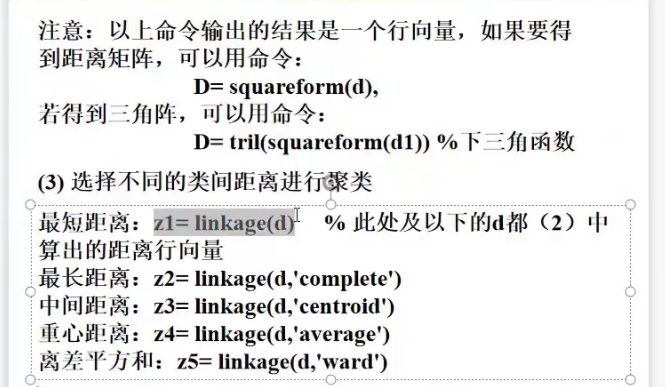 注意：以上命令输出的结果是一个行向量，如果要得
到距离矩阵，可以用命令：
D= squareform(d),
若得到三角阵，可以用命令：
D= tril(squareform(d1)) %下三角函数
(3) 选择不同的类间距离进行聚类
最短距离：z1= linkage(d) % 此处及以下的d都（2）中
算出的距离行向量
最长距离：z2= linkage(d,'complete')
中间距离：z3= linkage(d,'centroid')
重心距离：z4= linkage(d,'average')
离差平方和：z5= linkage(d,'ward')